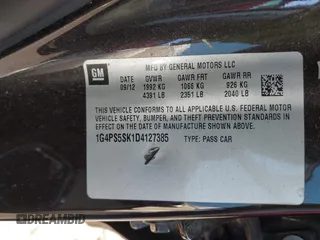 MFD BY GENERAL MOTORS LLC
GM
DATE GVWR GAWR FRT GAWR RR
09/12 1992 KG 1066 KG 926 KG
4391 LB 2351 LB 2040 LB
THIS VEHICLE CONFORMS TO ALL APPLICABLE U.S. FEDERAL MOTOR
VEHICLE SAFETY, BUMPER, AND THEFT PREVENTION STANDARDS IN
EFFECT ON THE DATE OF MANUFACTURE SHOWN ABOVE.
1G4PS5SK1D4127385 TYPE: PASS CAR
©RAWBIDD